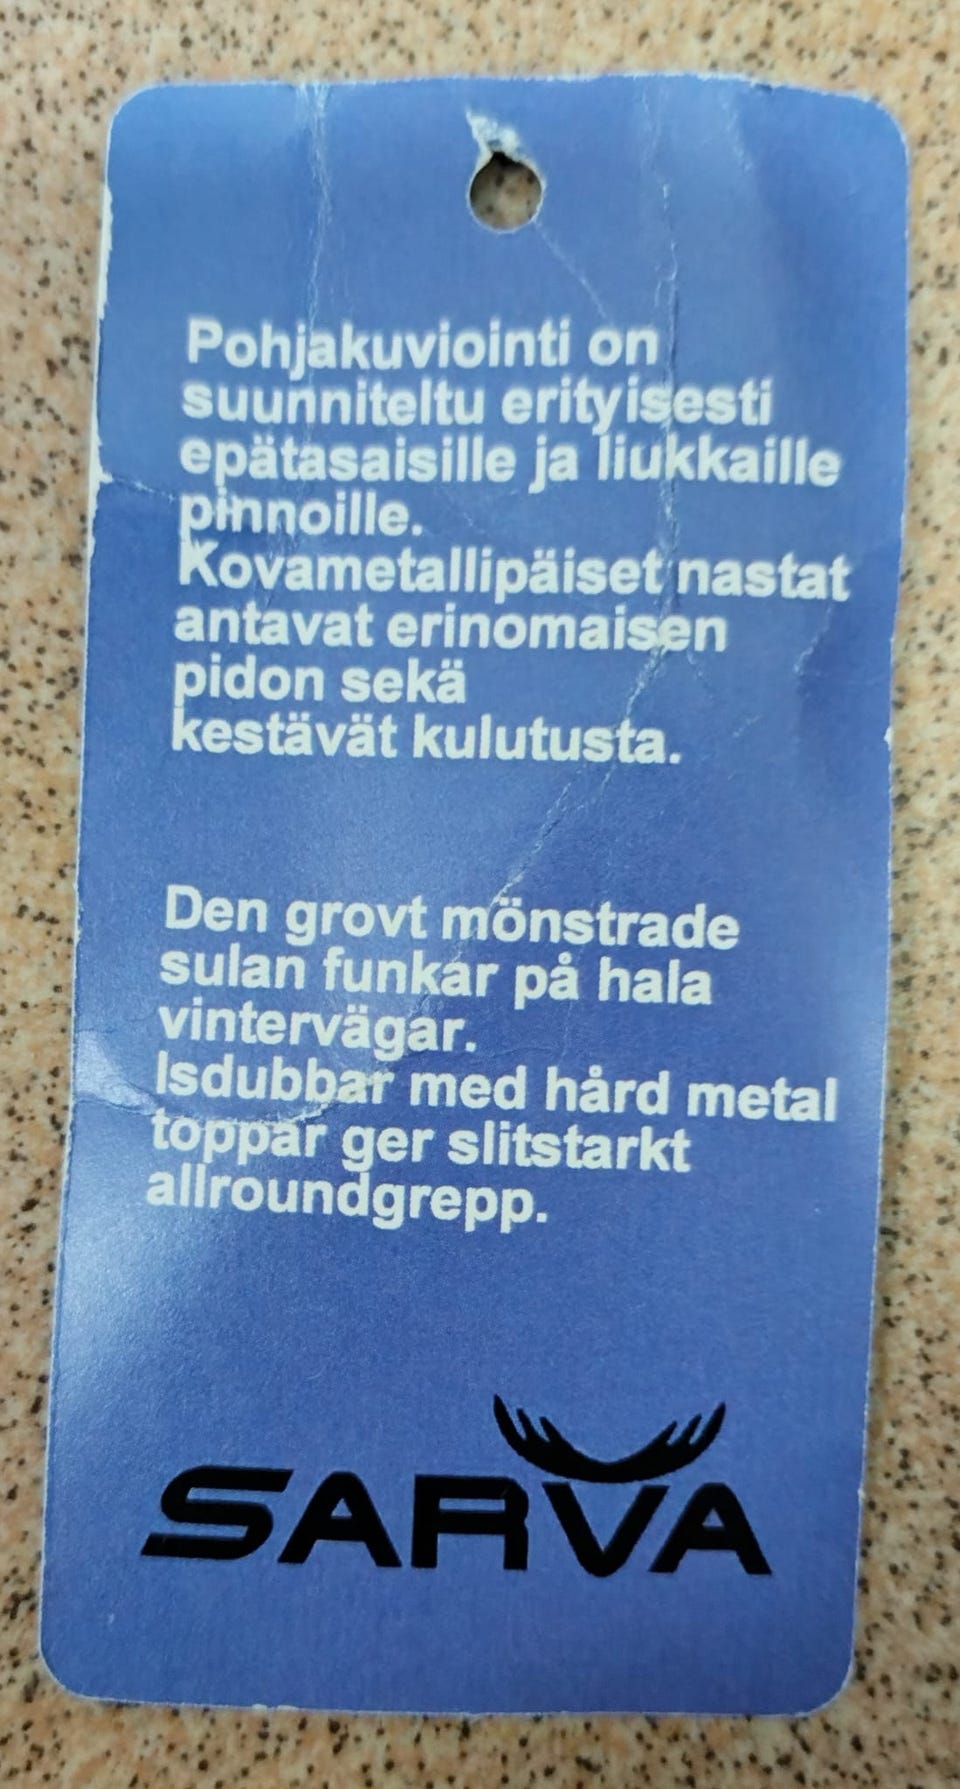 Pohjakuviointi on
suunniteltu erityisesti
epätasaisille ja liukkaille
pinnoille.
Kovametallipäiset nastat
antavat erinomaisen
pidon sekä
kestävät kulutusta.
Den grovt mönstrade
sulan funkar på hala
vintervägar.
Isdubbar med hård metal
toppar ger slitstarkt
allroundgrepp.
SARVA